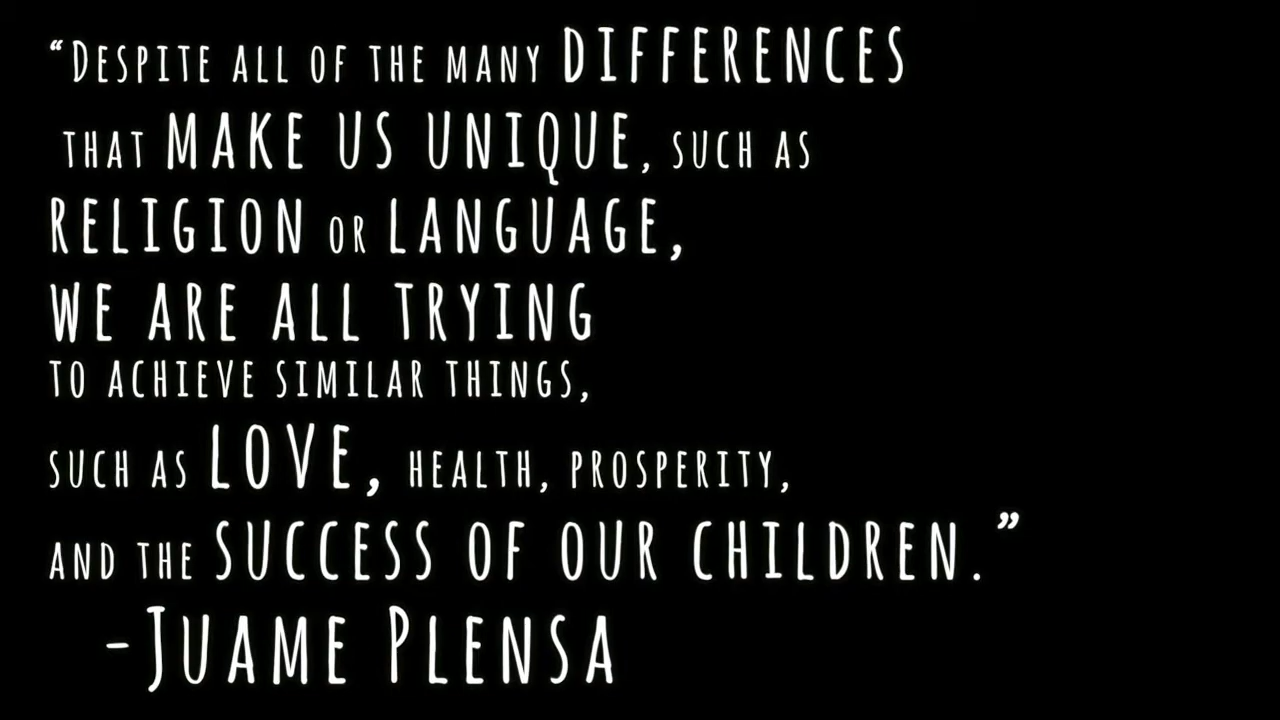 “Despite all of the many DIFFERENCES
that MAKE US UNIQUE, such as
RELIGION or LANGUAGE,
WE ARE ALL TRYING
to achieve similar things,
such as LOVE, health, prosperity,
and the SUCCESS OF OUR CHILDREN.”
-Juame Plensa